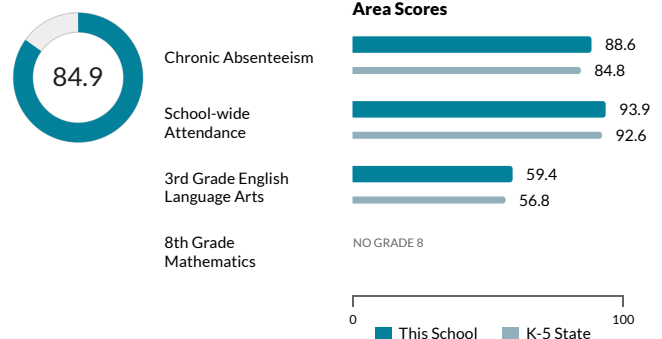 Area Scores
84.9
Chronic Absenteeism
88.6
84.8
School-wide
Attendance
93.9
92.6
3rd Grade English
Language Arts
59.4
56.8
8th Grade
Mathematics
NO GRADE 8
0
100
This School
K-5 State